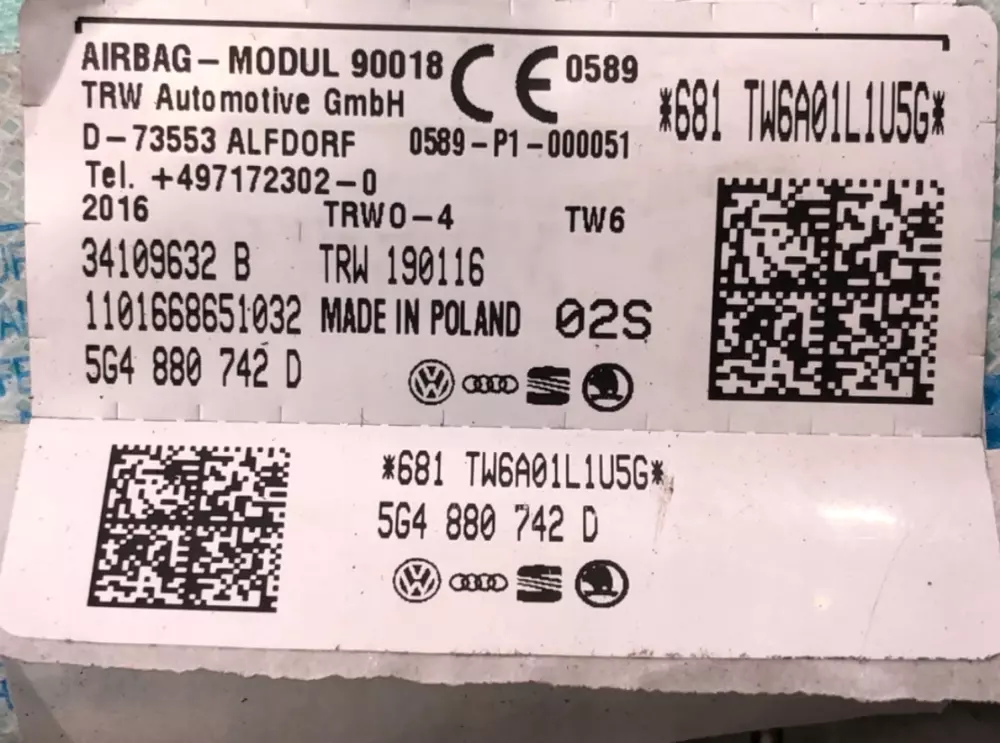 AIRBAG-MODUL 90018 CE 0589
TRW Automotive GmbH
*681 TW6A01L1U5G*
D-73553 ALFDORF 0589-P1-000051
Tel. +497172302-0
2016 TRWO-4 TW6
34109632 B TRW 190116
1101668651032 MADE IN POLAND 02S
5G4 880 742 D
*681 TW6A01L1U5G*
5G4 880 742 D